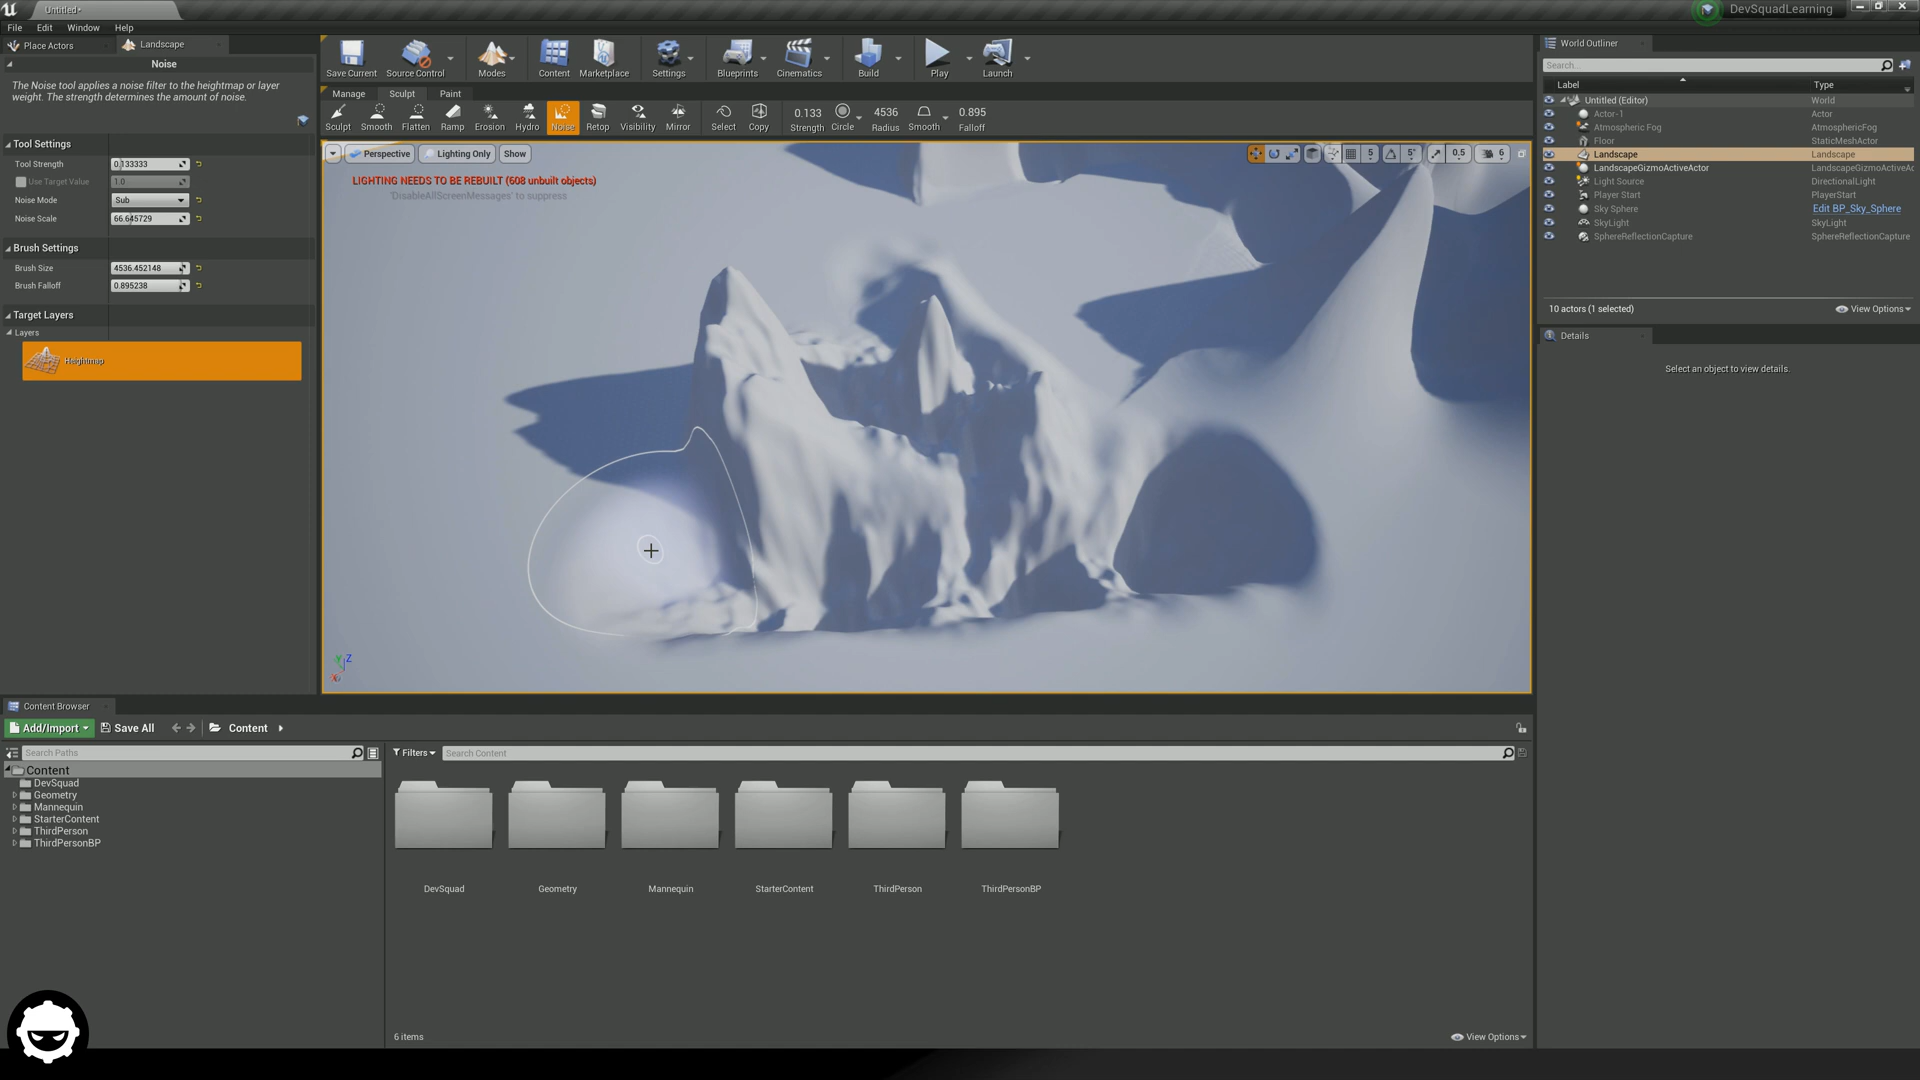 Untitled•
DevSquadLearning
File Edit Window Help
Place Actors
Landscape
Noise
The Noise tool applies a noise filter to the heightmap or layer
weight. The strength determines the amount of noise.
Tool Settings
Tool Strength 0.133333
Use Target Value 1.0
Noise Mode Sub
Noise Scale 66.645729
Brush Settings
Brush Size 4536.452148
Brush Falloff 0.895238
Target Layers
Layers
Heightmap
Save Current
Source Control
Modes
Content
Marketplace
Settings
Blueprints
Cinematics
Build
Play
Launch
Manage Sculpt Paint
Sculpt Smooth Flatten Ramp Erosion Hydro Noise Retop Visibility Mirror Select Copy
0.133 Strength
Circle
4536 Radius
Smooth
0.895 Falloff
Perspective Lighting Only Show
5 5° 0.5 6
LIGHTING NEEDS TO BE REBUILT (608 unbuilt objects)
'DisableAllScreenMessages' to suppress
Z
World Outliner
Search...
Label Type
Untitled (Editor) World
Actor-1 Actor
Atmospheric Fog AtmosphericFog
Floor StaticMeshActor
Landscape Landscape
LandscapeGizmoActiveActor LandscapeGizmoActiveAc
Light Source DirectionalLight
Player Start PlayerStart
Sky Sphere Edit BP_Sky_Sphere
SkyLight SkyLight
SphereReflectionCapture SphereReflectionCapture
10 actors (1 selected)
View Options
Details
Select an object to view details.
Content Browser
Add/Import Save All Content
Search Paths
Content
DevSquad
Geometry
Mannequin
StarterContent
ThirdPerson
ThirdPersonBP
Filters Search Content
DevSquad Geometry Mannequin StarterContent ThirdPerson ThirdPersonBP
6 items
View Options